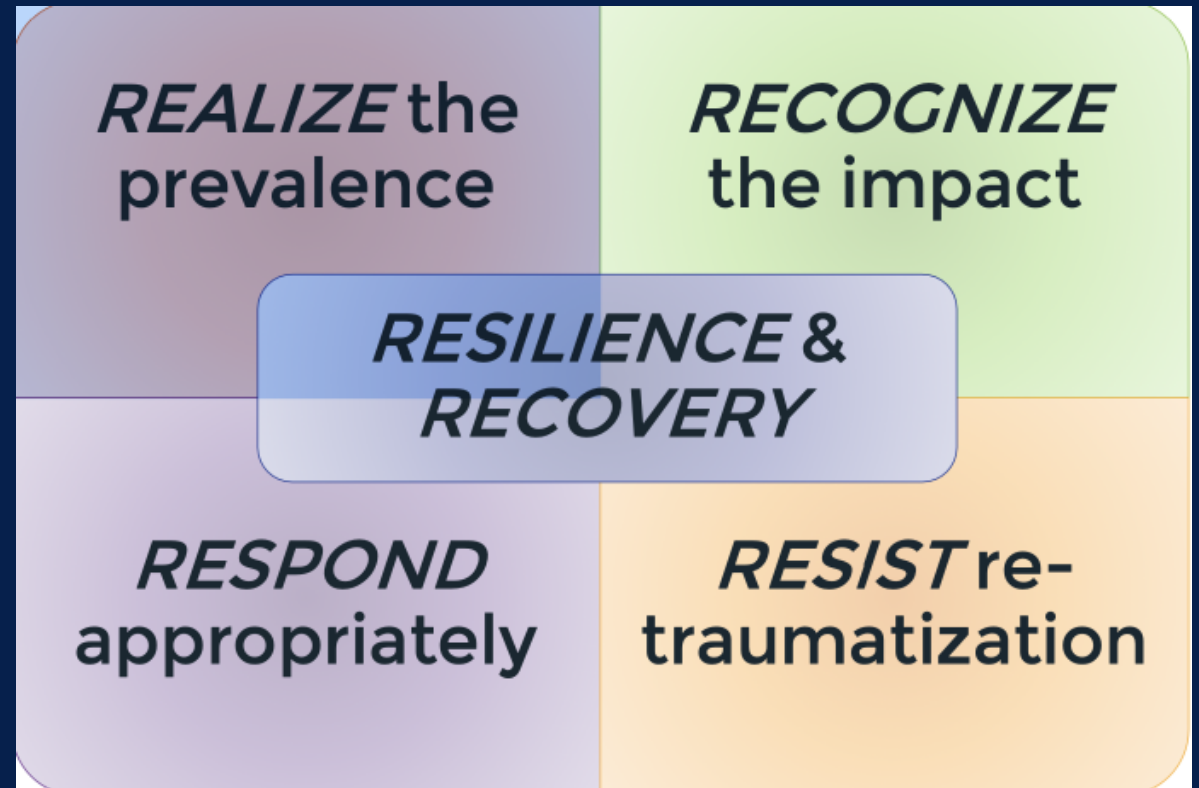 REALIZE the
prevalence
RECOGNIZE
the impact
RESILIENCE &
RECOVERY
RESPOND
appropriately
RESIST re-
traumatization